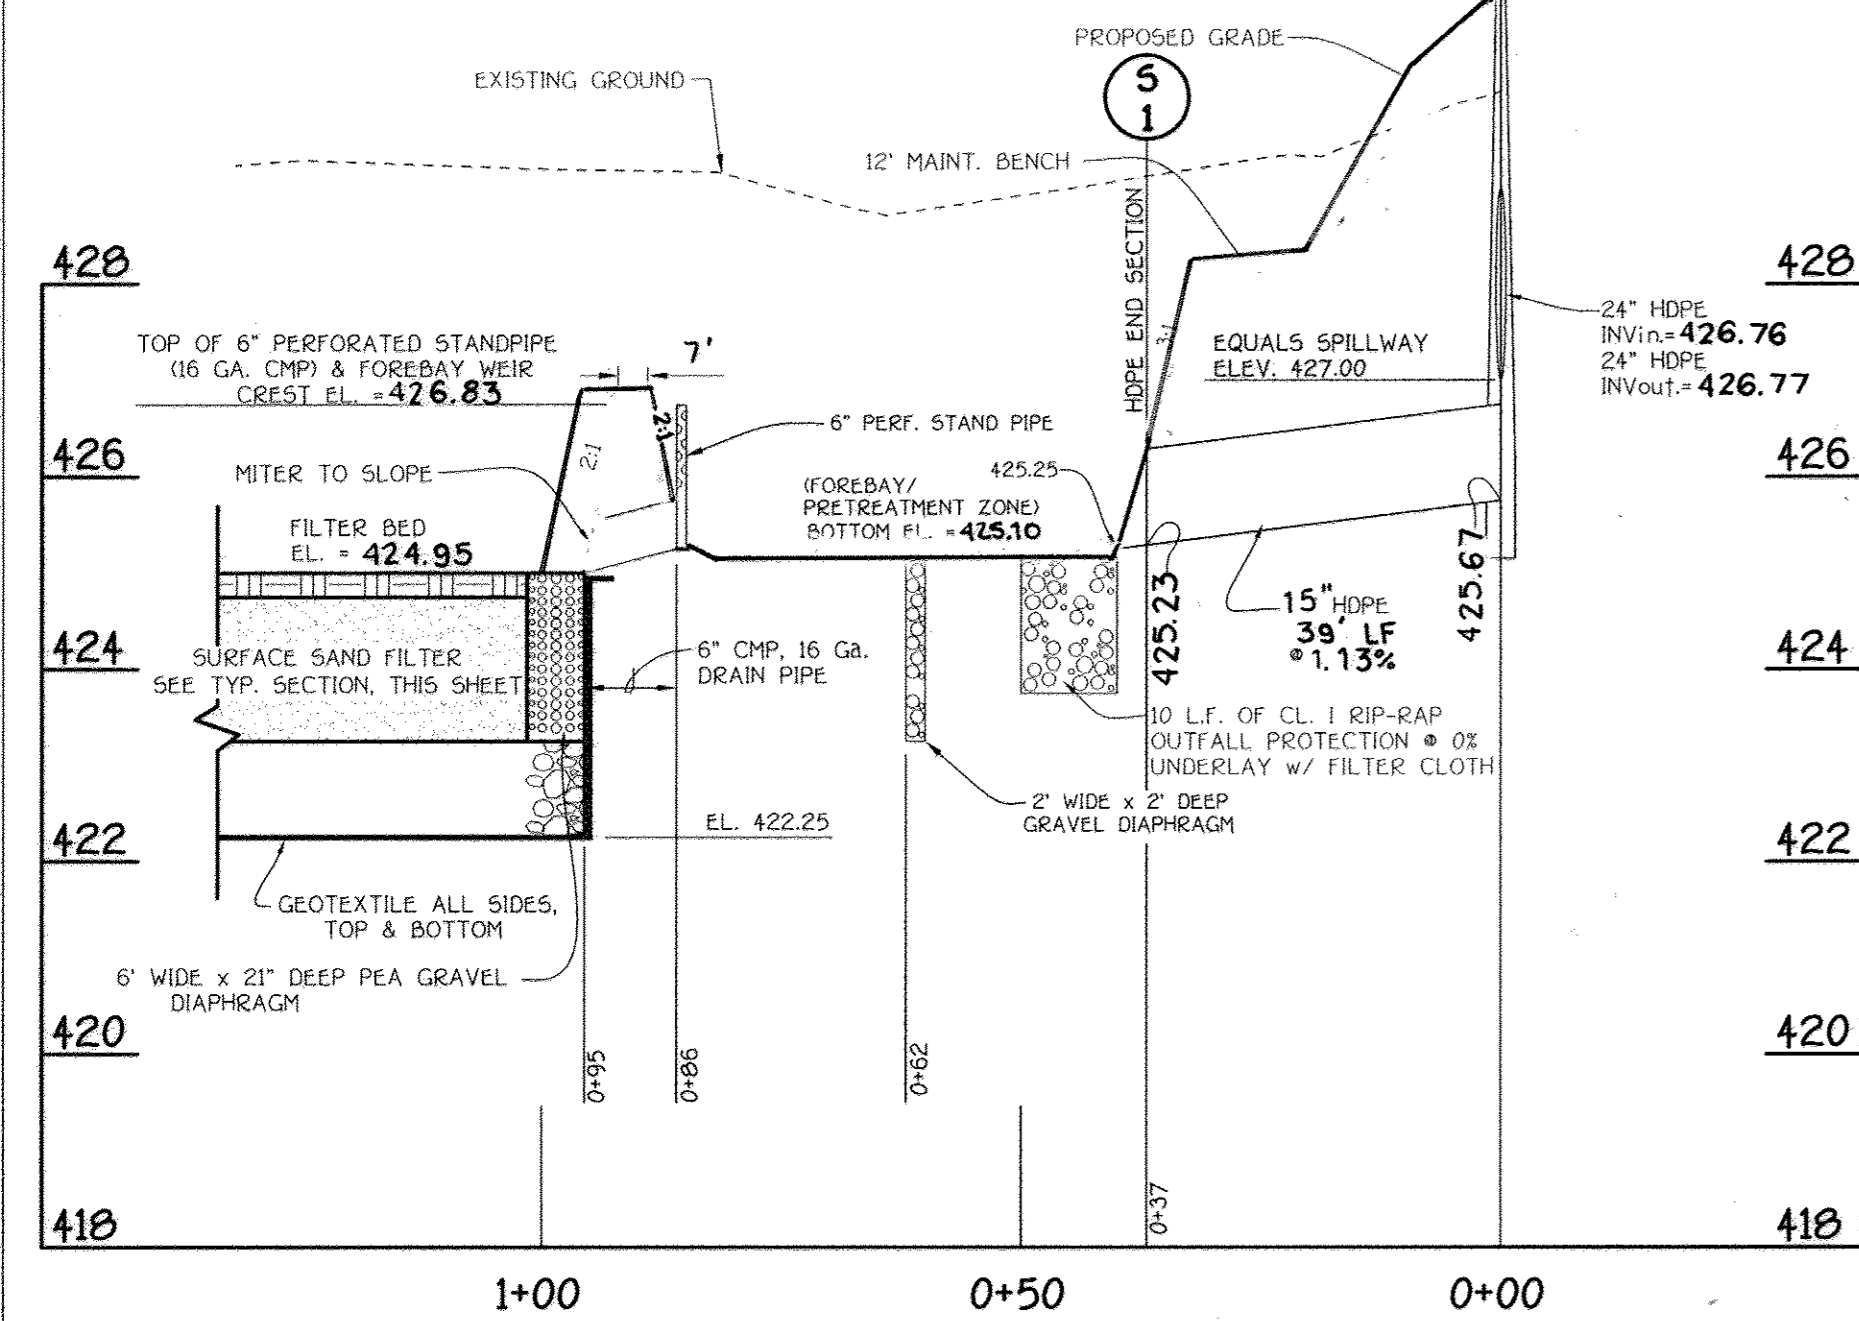 PROPOSED GRADE
S
1
EXISTING GROUND
12' MAINT. BENCH
HDPE END SECTION
428
428
24" HDPE
INVin.= 426.76
24" HDPE
INVout.= 426.77
TOP OF 6" PERFORATED STANDPIPE
(16 GA. CMP) & FOREBAY WEIR
CREST EL. = 426.83
7'
3:1
EQUALS SPILLWAY
ELEV. 427.00
2:1
2:1
6" PERF. STAND PIPE
426
426
MITER TO SLOPE
425.25
(FOREBAY/
PRETREATMENT ZONE)
BOTTOM EL. = 425.10
FILTER BED
EL. = 424.95
425.23
425.67
15" HDPE
39' LF
@ 1.13%
424
424
SURFACE SAND FILTER
SEE TYP. SECTION, THIS SHEET
6" CMP, 16 Ga.
DRAIN PIPE
10 L.F. OF CL. I RIP-RAP
OUTFALL PROTECTION @ 0%
UNDERLAY w/ FILTER CLOTH
2' WIDE x 2' DEEP
GRAVEL DIAPHRAGM
EL. 422.25
422
422
GEOTEXTILE ALL SIDES,
TOP & BOTTOM
6' WIDE x 21" DEEP PEA GRAVEL
DIAPHRAGM
420
420
0+95
0+86
0+62
0+37
418
418
1+00
0+50
0+00